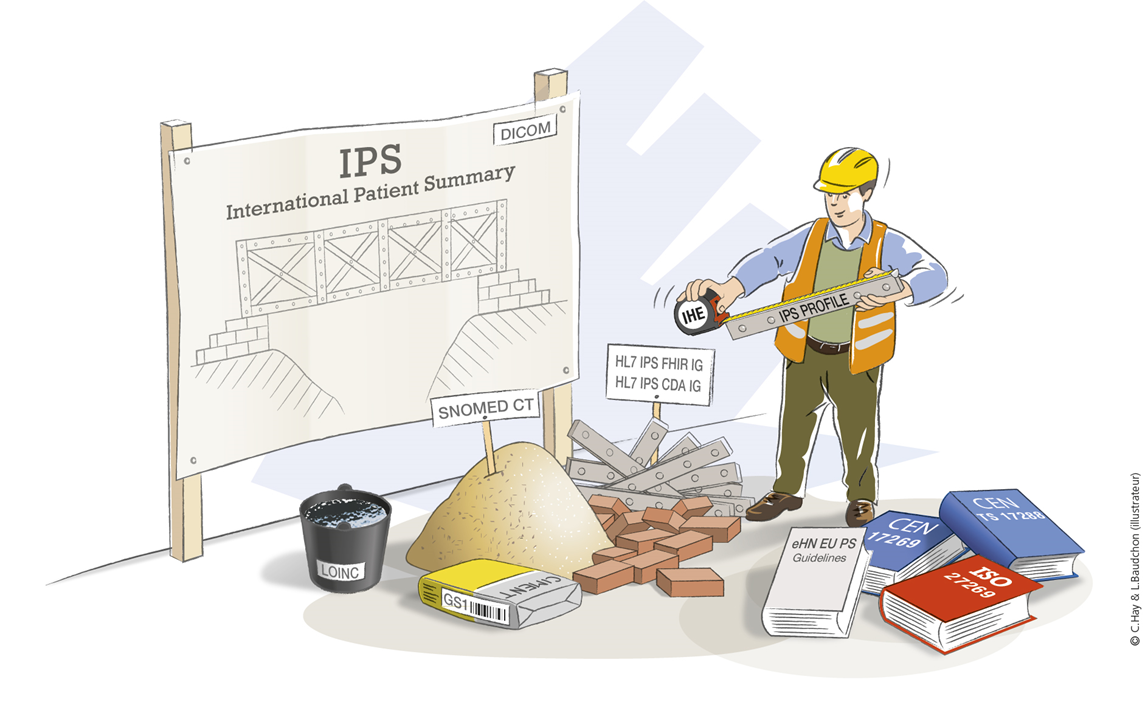 DICOM
IPS
International Patient Summary
IHE
IPS PROFILE
HL7 IPS FHIR IG
HL7 IPS CDA IG
SNOMED CT
LOINC
GS1
CIMENT
eHN EU PS
Guidelines
CEN
17269
CEN
TS 17288
ISO
27269
© C.Hay & L.Baudchon (illustrateur)